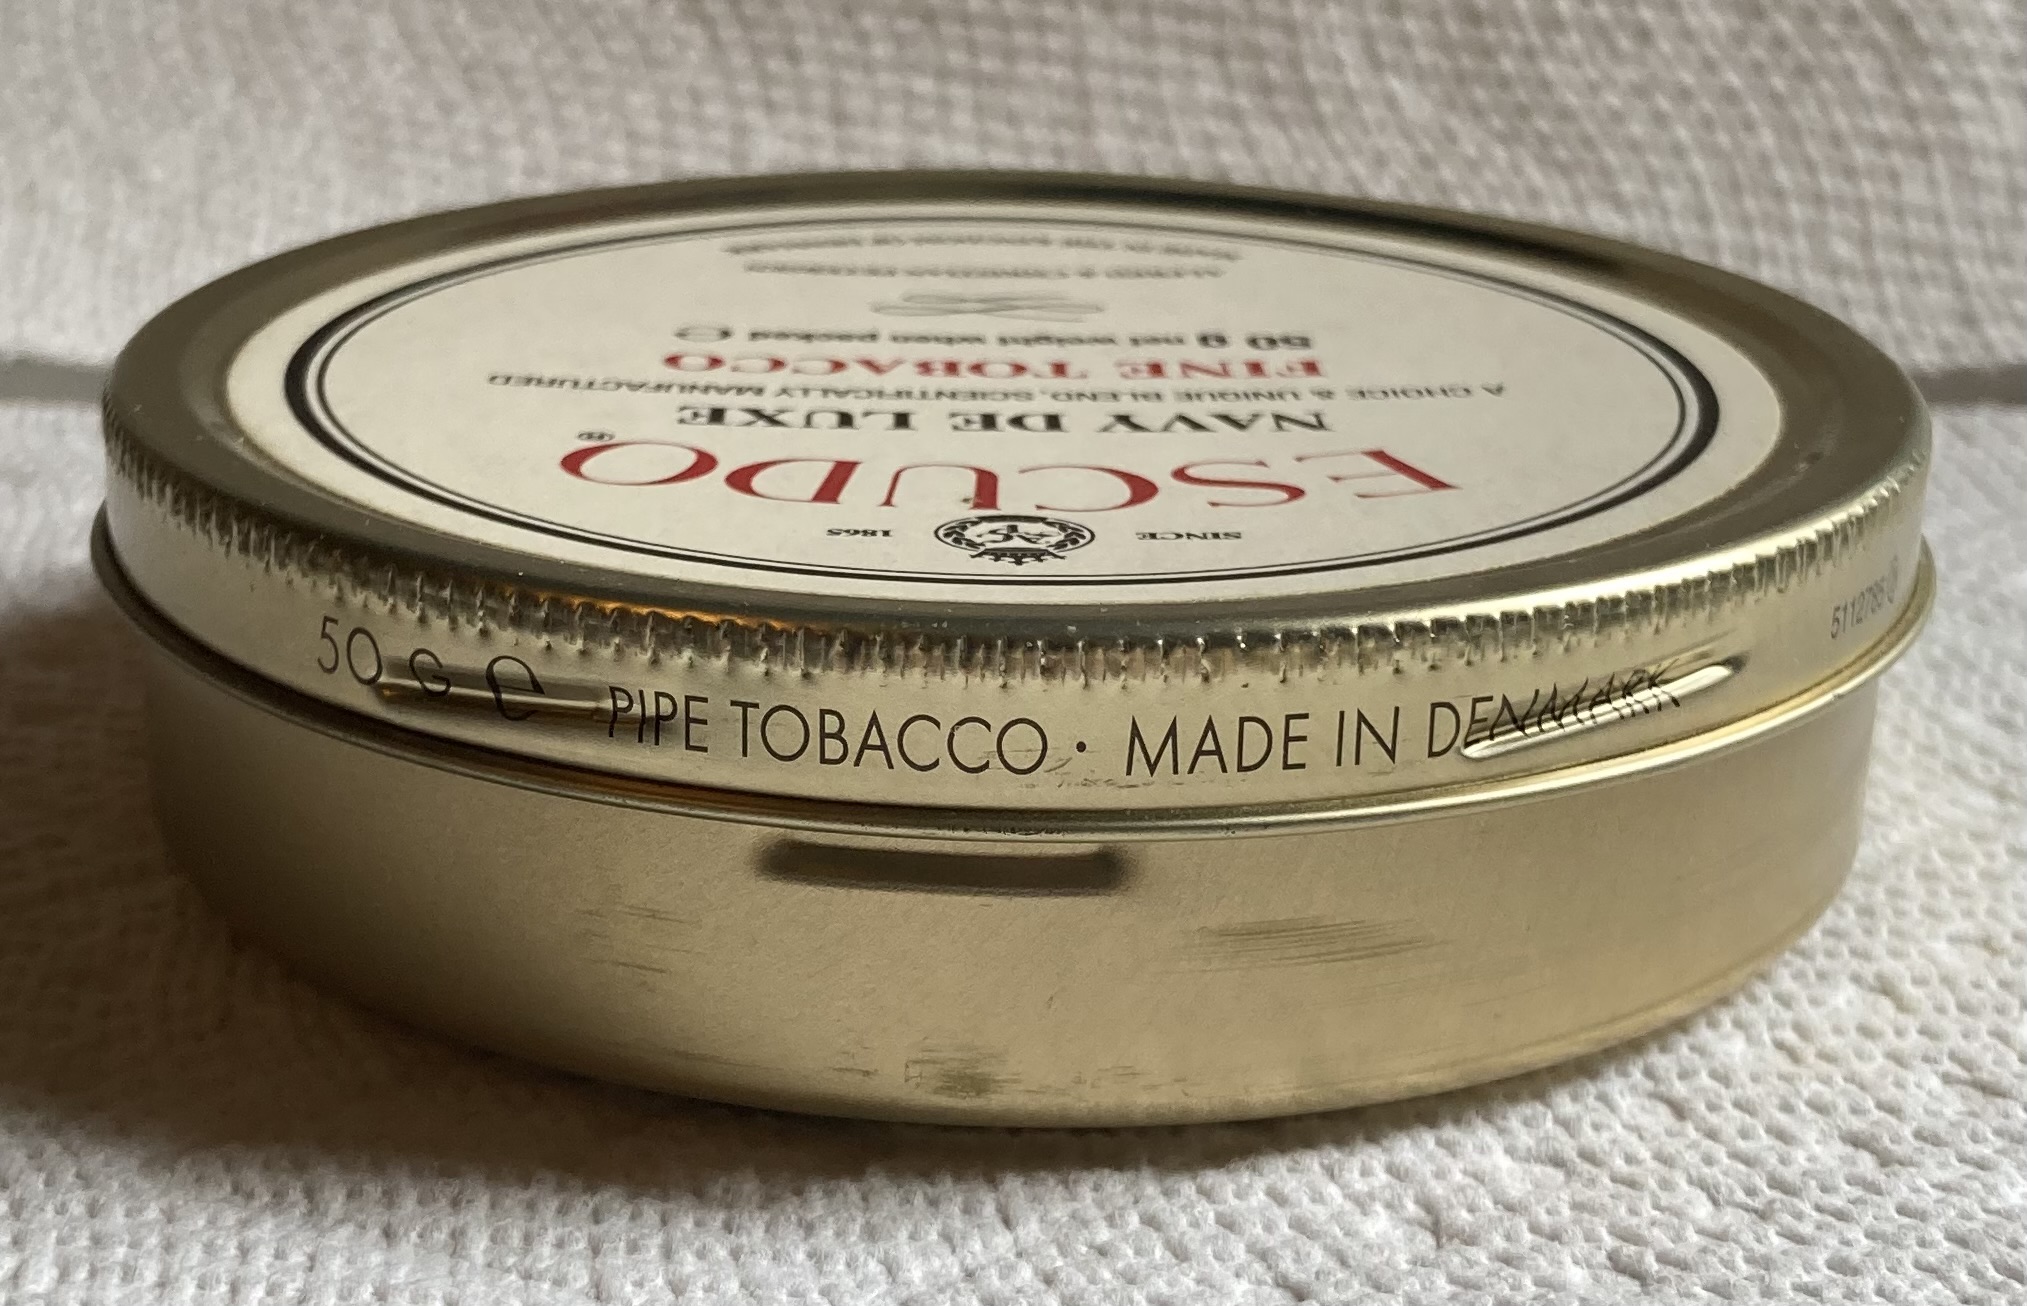 SINCE 1865
ESCUDO®
NAVY DE LUXE
A CHOICE & UNIQUE BLEND, SCIENTIFICALLY MANUFACTURED
FINE TOBACCO
50 g net weight when packed ℮
50 G ℮ PIPE TOBACCO · MADE IN DENMARK